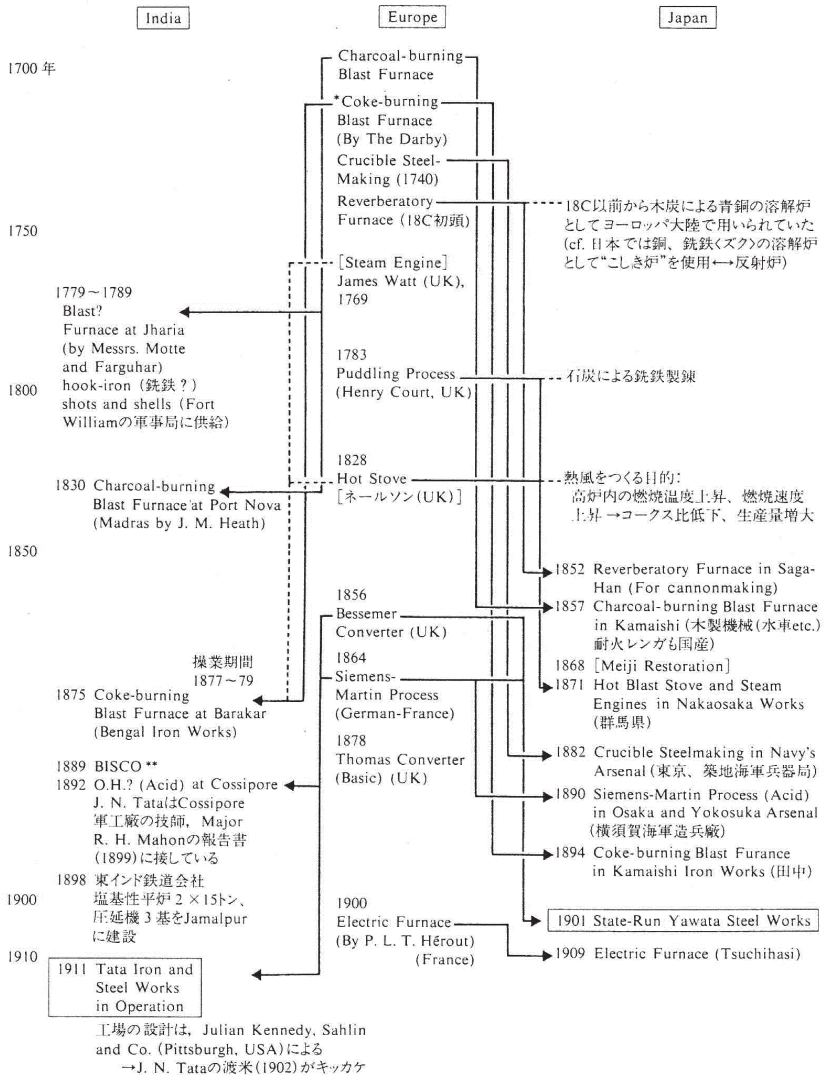 India
Europe
Japan
1700 年
1750
1800
1850
1900
1910
1779～1789
Blast?
Furnace at Jharia
(by Messrs. Motte
and Farguhar)
hook-iron (銑鉄？)
shots and shells (Fort
Williamの軍事局に供給)
1830 Charcoal-burning
Blast Furnace at Port Nova
(Madras by J. M. Heath)
操業期間
1877～79
1875 Coke-burning
Blast Furnace at Barakar
(Bengal Iron Works)
1889 BISCO **
1892 O.H.? (Acid) at Cossipore
J. N. TataはCossipore
軍工廠の技師，Major
R. H. Mahonの報告書
(1899)に接している
1898 東インド鉄道会社
塩基性平炉 2 ×15トン、
圧延機 3 基をJamalpur
に建設
1911 Tata Iron and
Steel Works
in Operation
工場の設計は，Julian Kennedy, Sahlin
and Co. (Pittsburgh, USA)による
→J. N. Tataの渡米(1902)がキッカケ
Charcoal-burning
Blast Furnace
*Coke-burning
Blast Furnace
(By The Darby)
Crucible Steel-
Making (1740)
Reverberatory
Furnace (18C初頭)
[Steam Engine]
James Watt (UK),
1769
1783
Puddling Process
(Henry Court, UK)
1828
Hot Stove
[ネールソン(UK)]
1856
Bessemer
Converter (UK)
1864
Siemens-
Martin Process
(German-France)
1878
Thomas Converter
(Basic) (UK)
1900
Electric Furnace
(By P. L. T. Hérout)
(France)
18C以前から木炭による青銅の溶解炉
としてヨーロッパ大陸で用いられていた
(cf. 日本では銅、銑鉄〈ズク〉の溶解炉
として“こしき炉”を使用←→反射炉)
石炭による銑鉄製錬
熱風をつくる目的：
高炉内の燃焼温度上昇、燃焼速度
上昇→コークス比低下、生産量増大
1852 Reverberatory Furnace in Saga-
Han (For cannonmaking)
1857 Charcoal-burning Blast Furnace
in Kamaishi (木製機械(水車etc.)
耐火レンガも国産)
1868 [Meiji Restoration]
1871 Hot Blast Stove and Steam
Engines in Nakaosaka Works
(群馬県)
1882 Crucible Steelmaking in Navy's
Arsenal (東京、築地海軍兵器局)
1890 Siemens-Martin Process (Acid)
in Osaka and Yokosuka Arsenal
(横須賀海軍造兵廠)
1894 Coke-burning Blast Furance
in Kamaishi Iron Works (田中)
1901 State-Run Yawata Steel Works
1909 Electric Furnace (Tsuchihasi)